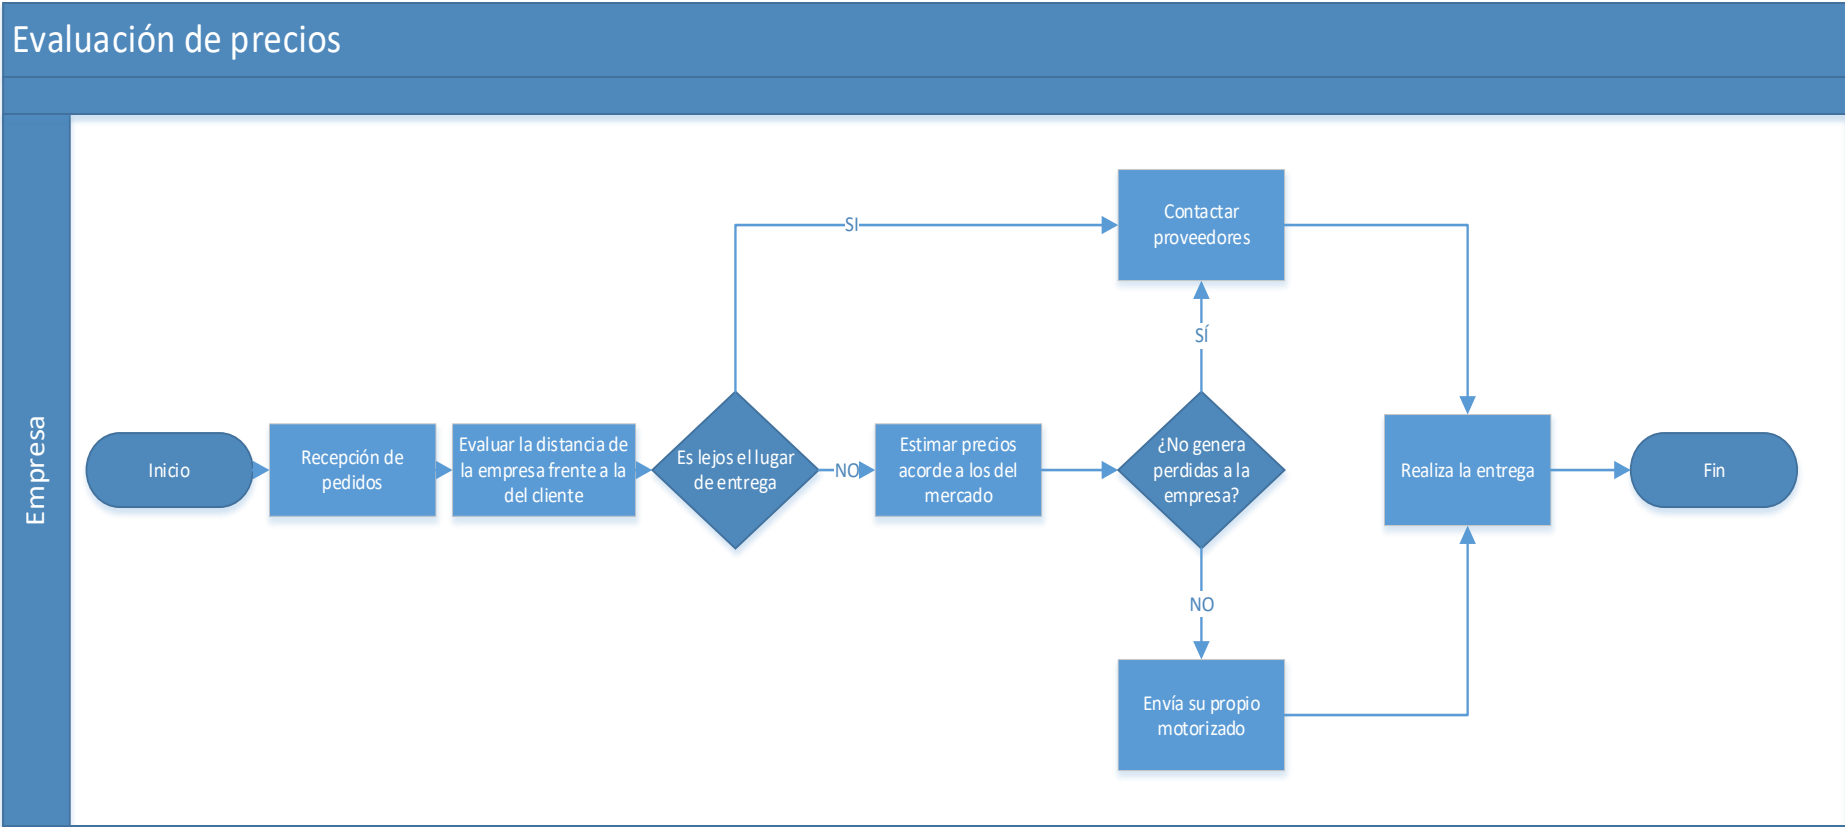 Evaluación de precios
Empresa
Inicio
Recepción de
pedidos
Evaluar la distancia de
la empresa frente a la
del cliente
Es lejos el lugar
de entrega
SI
NO
Estimar precios
acorde a los del
mercado
¿No genera
perdidas a la
empresa?
SÍ
NO
Contactar
proveedores
Envía su propio
motorizado
Realiza la entrega
Fin